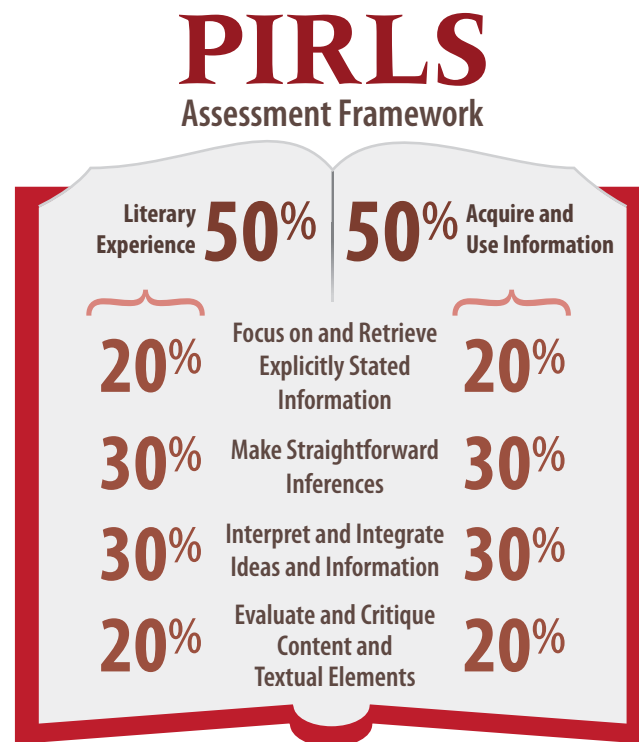 PIRLS
Assessment Framework
Literary
Experience
50%
50%
Acquire and
Use Information
20%
Focus on and Retrieve
Explicitly Stated
Information
20%
30%
Make Straightforward
Inferences
30%
30%
Interpret and Integrate
Ideas and Information
30%
20%
Evaluate and Critique
Content and
Textual Elements
20%